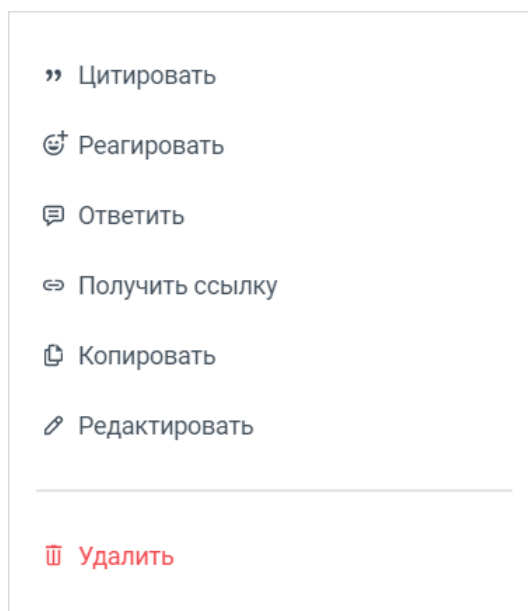 Цитировать
Реагировать
Ответить
Получить ссылку
Копировать
Редактировать
Удалить